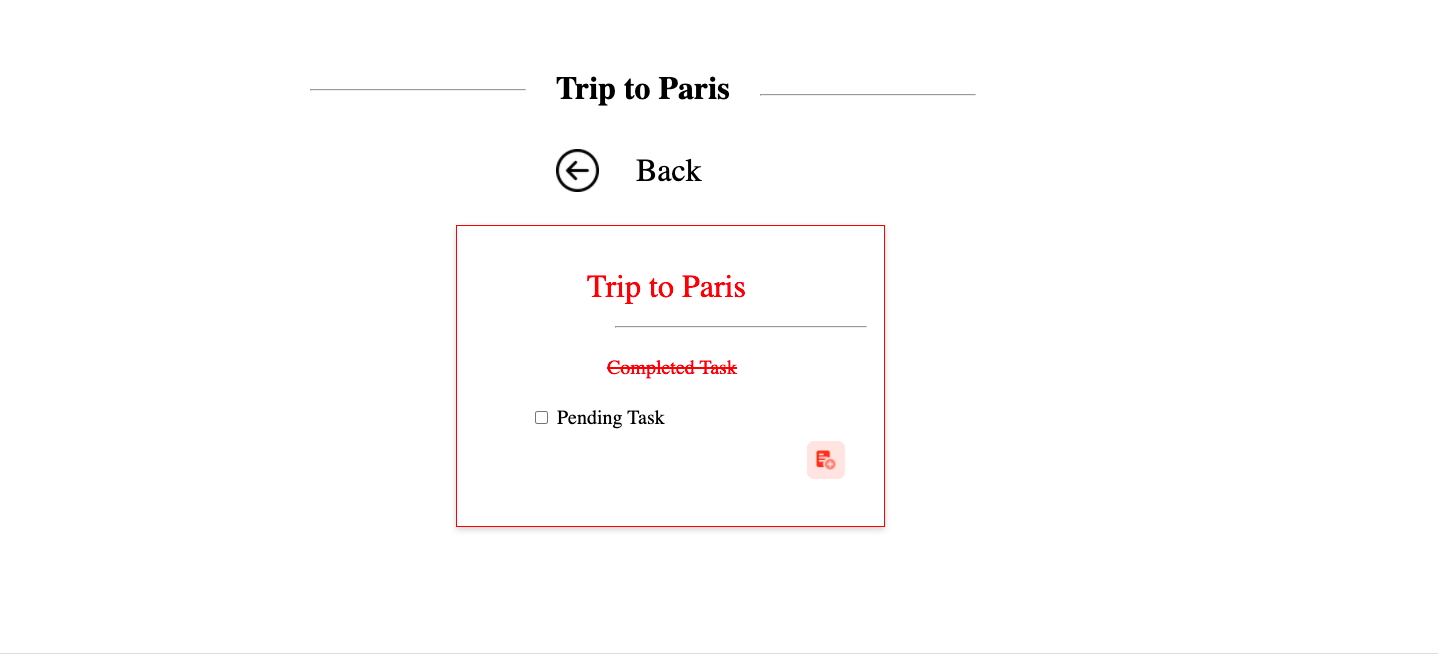 Trip to Paris
Back
Trip to Paris
Completed Task
Pending Task